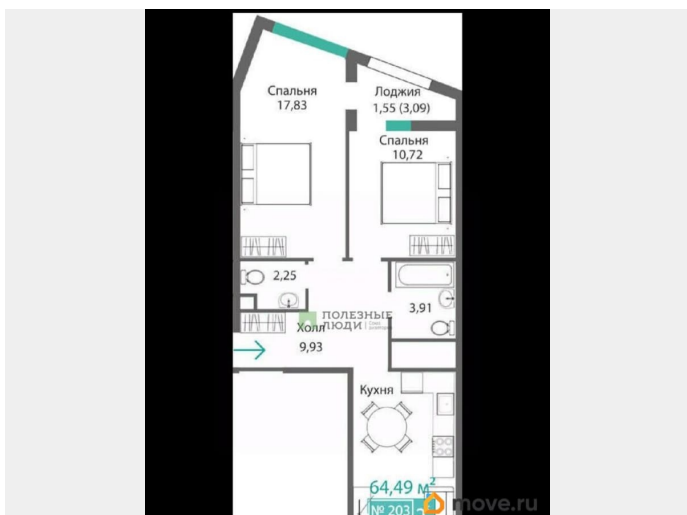 Спальня
17,83
Лоджия
1,55 (3,09)
Спальня
10,72
2,25
3,91
ПОЛЕЗНЫЕ
ЛЮДИ
Холл
9,93
Кухня
64,49 м²
№ 203
move.ru